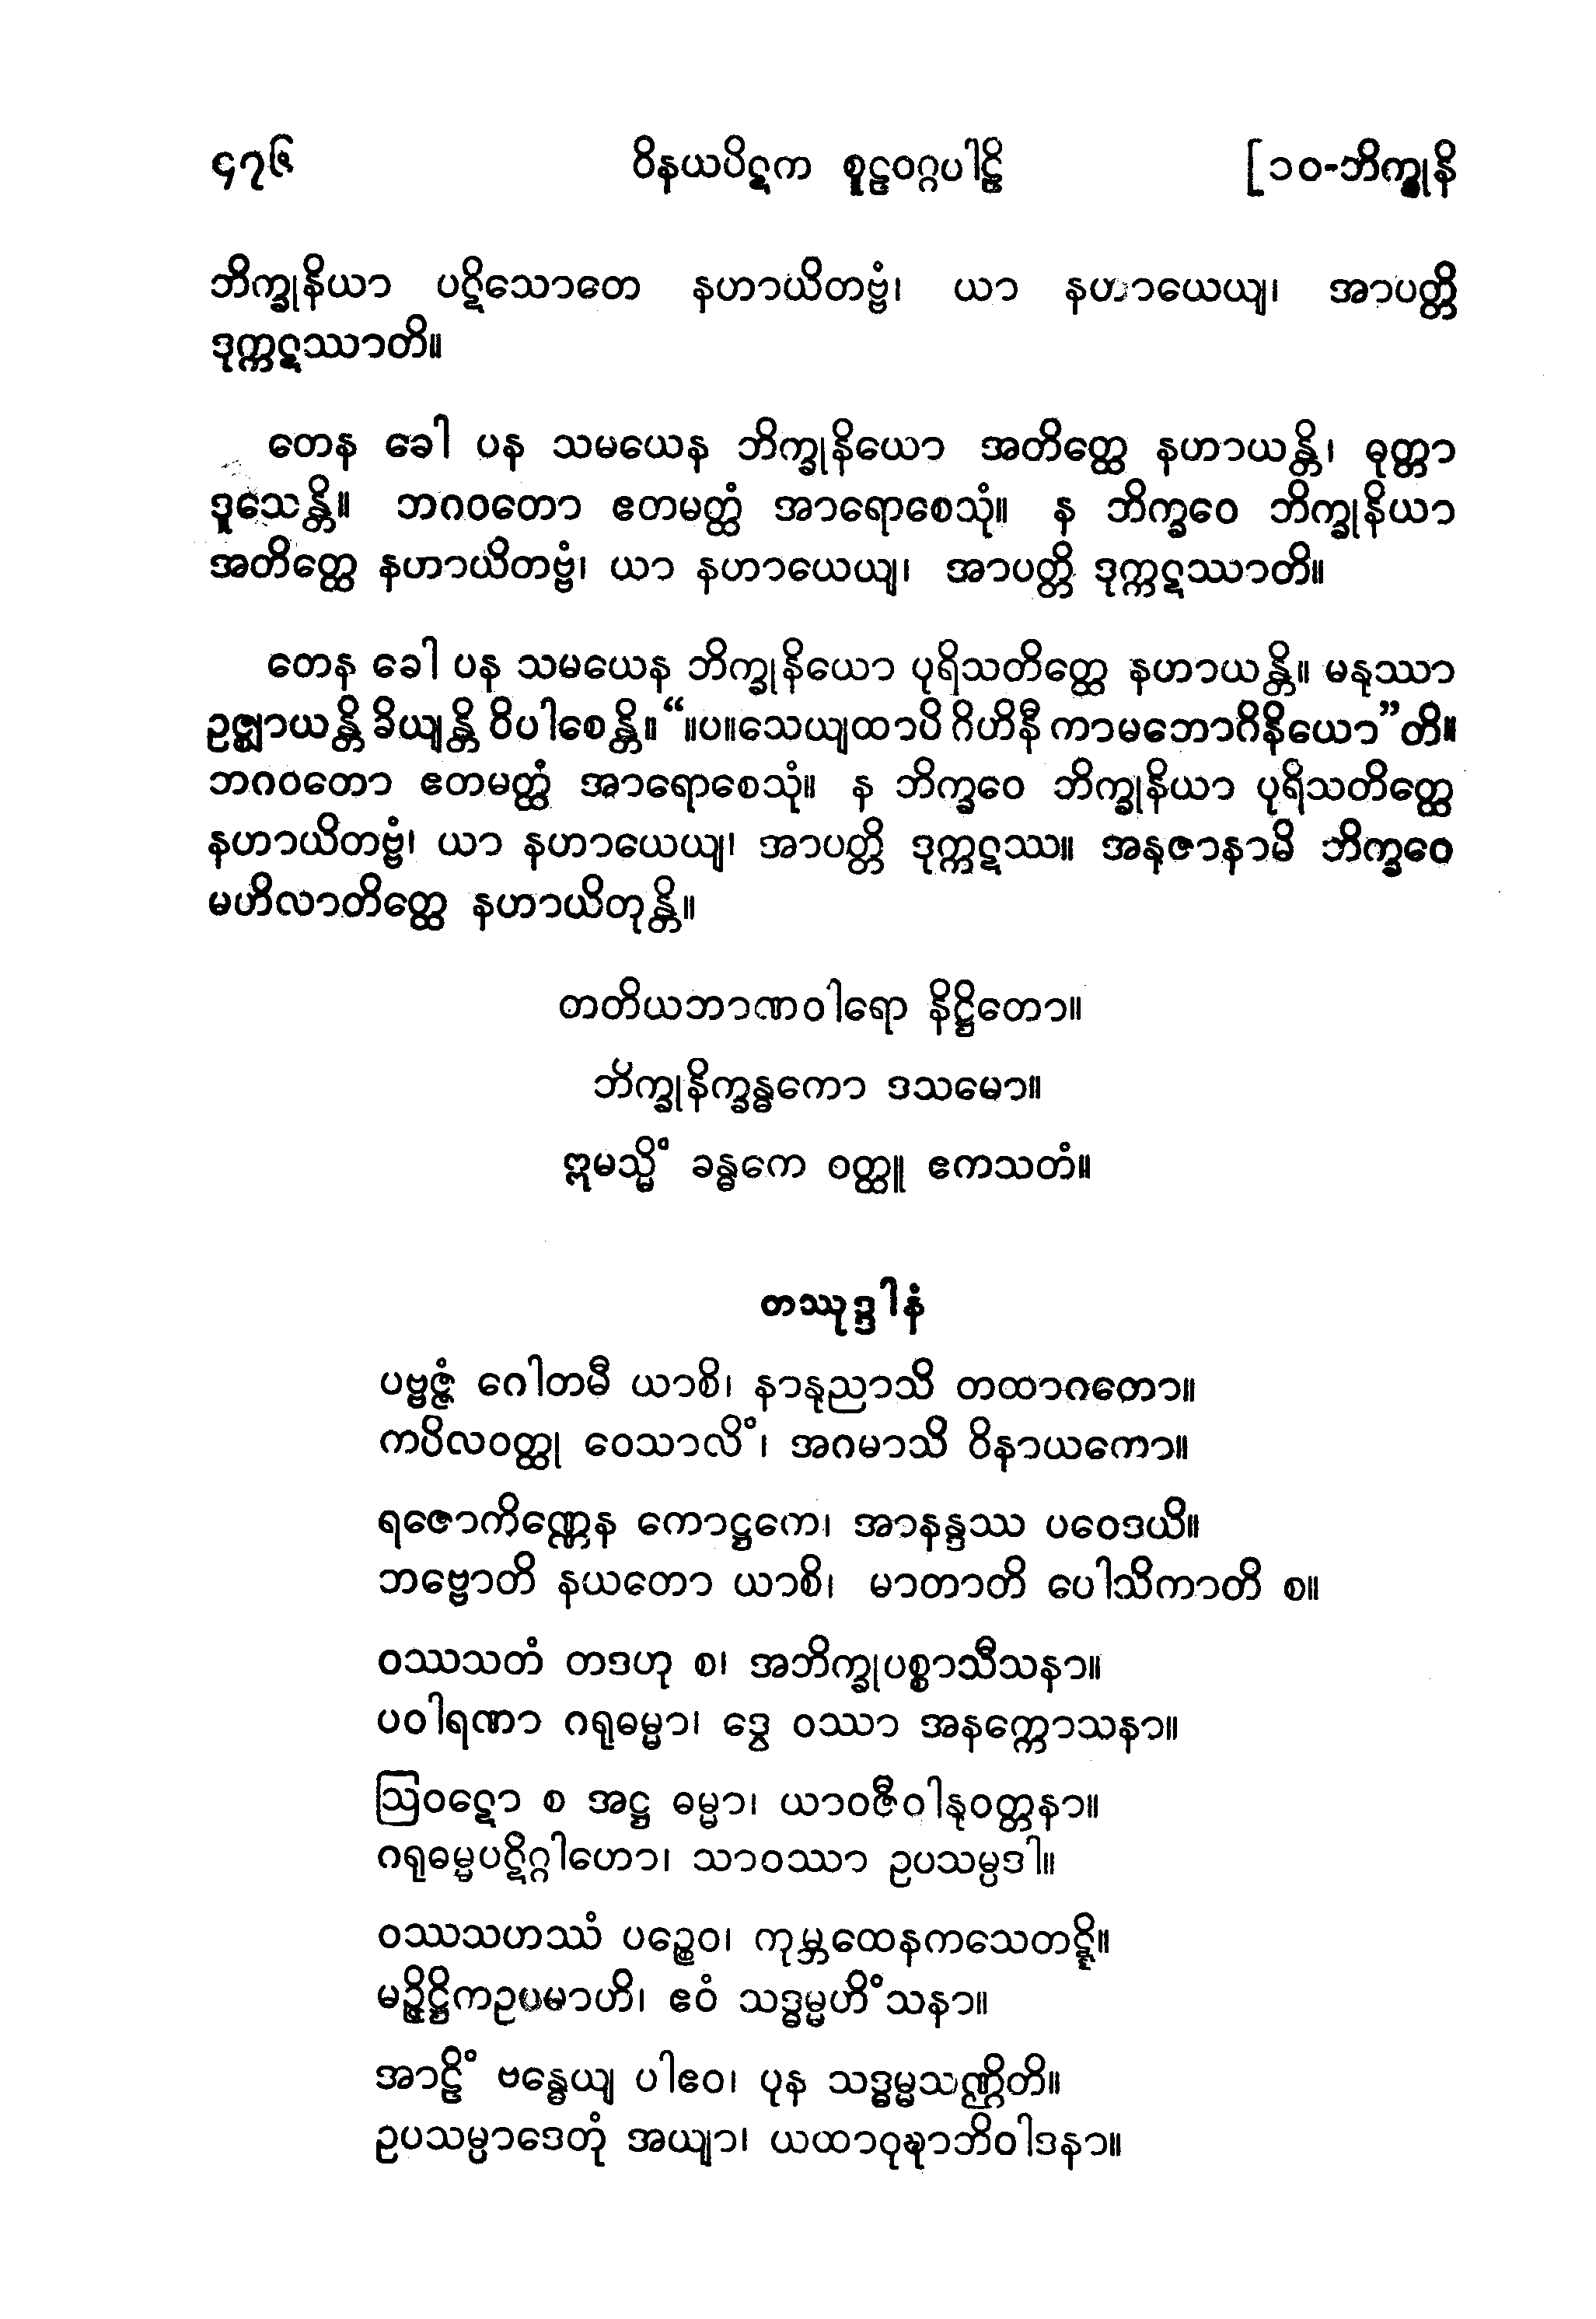 ၄၇၆ ဝိနယပိဋက စူဠဝဂ္ဂပါဠိ [၁၀-ဘိက္ခုနိ
ဘိက္ခုနိယာ ပဋိသောတေ နဟာယိတဗ္ဗံ၊ ယာ နဟာယေယျ၊ အာပတ္တိ
ဒုက္ကဋဿာတိ။
တေန ခေါ ပန သမယေန ဘိက္ခုနိယော အတိတ္ထေ နဟာယန္တိ၊ ဓုတ္တာ
ဒူသေန္တိ။ ဘဂဝတော ဧတမတ္ထံ အာရောစေသုံ။ န ဘိက္ခဝေ ဘိက္ခုနိယာ
အတိတ္ထေ နဟာယိတဗ္ဗံ၊ ယာ နဟာယေယျ၊ အာပတ္တိ ဒုက္ကဋဿာတိ။
တေန ခေါ ပန သမယေန ဘိက္ခုနိယော ပုရိသတိတ္ထေ နဟာယန္တိ။ မနုဿာ
ဥဇ္ဈာယန္တိ ခိယျန္တိ ဝိပါစေန္တိ။“။ပ။သေယျထာပိ ဂိဟိနီ ကာမဘောဂိနိယော”တိ။
ဘဂဝတော ဧတမတ္ထံ အာရောစေသုံ။ န ဘိက္ခဝေ ဘိက္ခုနိယာ ပုရိသတိတ္ထေ
နဟာယိတဗ္ဗံ၊ ယာ နဟာယေယျ၊ အာပတ္တိ ဒုက္ကဋဿ။ အနုဇာနာမိ ဘိက္ခဝေ
မဟိလာတိတ္ထေ နဟာယိတုန္တိ။
တတိယဘာဏဝါရော နိဋ္ဌိတော။
ဘိက္ခုနိက္ခန္ဓကော ဒသမော။
ဣမသ္မိံ ခန္ဓကေ ဝတ္ထူ ဧကသတံ။
တဿုဒ္ဒါနံ
ပဗ္ဗဇ္ဇံ ဂေါတမီ ယာစိ၊ နာနုညာသိ တထာဂတော။
ကပိလဝတ္ထု ဝေသာလိံ၊ အဂမာသိ ဝိနာယကော။
ရဇောကိဏ္ဏေန ကောဋ္ဌကေ၊ အာနန္ဒဿ ပဝေဒယိ။
ဘဗ္ဗောတိ နယတော ယာစိ၊ မာတာတိ ပေါသိကာတိ စ။
ဝဿသတံ တဒဟု စ၊ အဘိက္ခုပစ္စာသီသနာ။
ပဝါရဏာ ဂရုဓမ္မာ၊ ဒွေ ဝဿာ အနက္ကောသနာ။
ဩဝဋော စ အဋ္ဌ ဓမ္မာ၊ ယာဝဇီဝါနုဝတ္တနာ။
ဂရုဓမ္မပဋိဂ္ဂါဟော၊ သာဝဿာ ဥပသမ္ပဒါ။
ဝဿသဟဿံ ပဉ္စေဝ၊ ကုမ္ဘထေနကသေတဋ္ဋိ။
မဉ္ဇိဋ္ဌိကဥပမာဟိ၊ ဧဝံ သဒ္ဓမ္မဟိံသနာ။
အာဠိံ ဗန္ဓေယျ ပါဧဝ၊ ပုန သဒ္ဓမ္မသဏ္ဌိတိ။
ဥပသမ္ပာဒေတုံ အယျာ၊ ယထာဝုဍ္ဎာဘိဝါဒနာ။